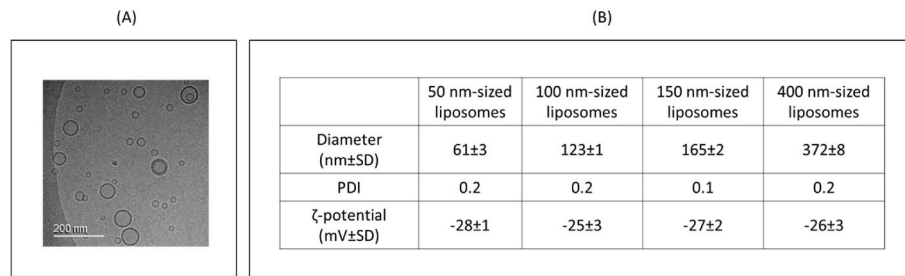 (A)
(B)
200 nm
50 nm-sized liposomes
100 nm-sized liposomes
150 nm-sized liposomes
400 nm-sized liposomes
Diameter (nm±SD)
61±3
123±1
165±2
372±8
PDI
0.2
0.2
0.1
0.2
ζ-potential (mV±SD)
-28±1
-25±3
-27±2
-26±3